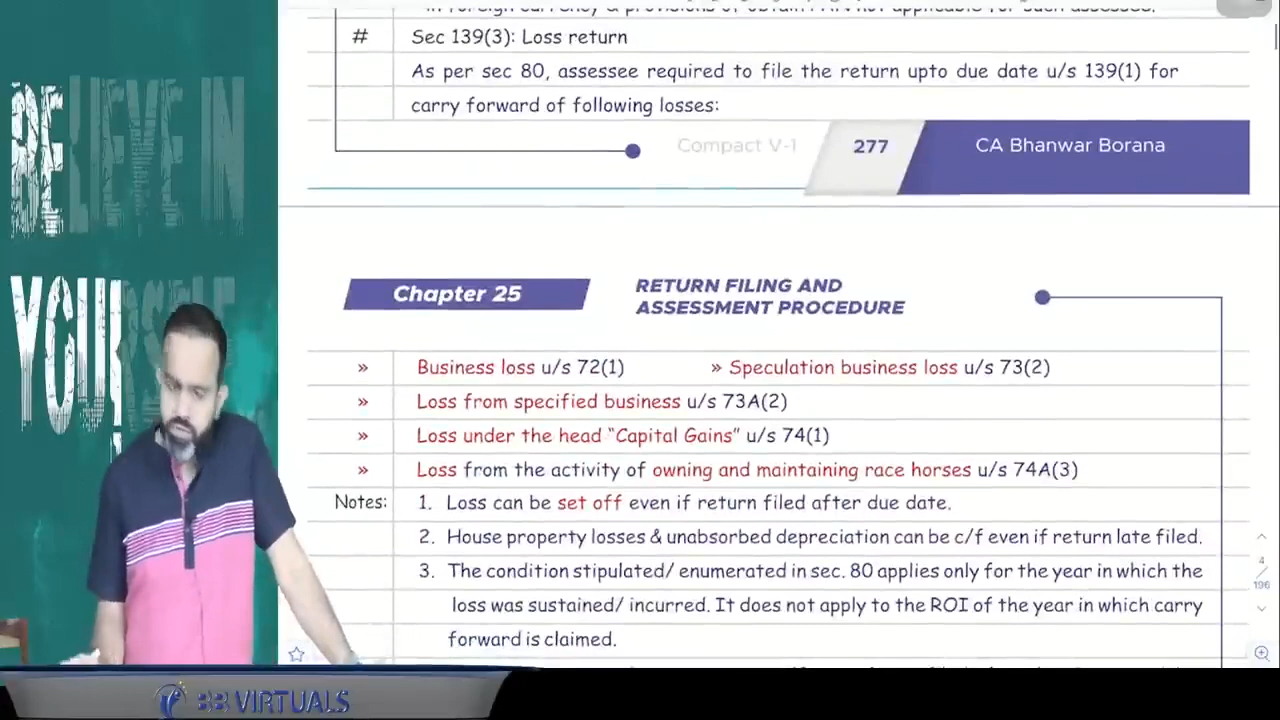 BELIEVE IN
YOURSELF
# Sec 139(3): Loss return
As per sec 80, assessee required to file the return upto due date u/s 139(1) for
carry forward of following losses:
Compact V-1 277 CA Bhanwar Borana
Chapter 25 RETURN FILING AND
ASSESSMENT PROCEDURE
» Business loss u/s 72(1) » Speculation business loss u/s 73(2)
» Loss from specified business u/s 73A(2)
» Loss under the head "Capital Gains" u/s 74(1)
» Loss from the activity of owning and maintaining race horses u/s 74A(3)
Notes: 1. Loss can be set off even if return filed after due date.
2. House property losses & unabsorbed depreciation can be c/f even if return late filed.
3. The condition stipulated/ enumerated in sec. 80 applies only for the year in which the
loss was sustained/ incurred. It does not apply to the ROI of the year in which carry
forward is claimed.
4
/
196
BB VIRTUALS